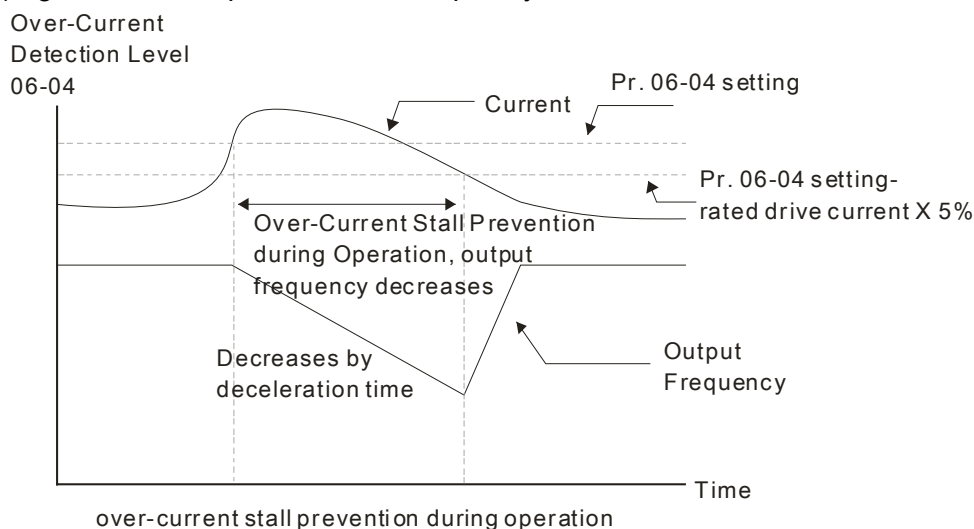 Over-Current
Detection Level
06-04
Pr. 06-04 setting
Current
Pr. 06-04 setting-
rated drive current X 5%
Over-Current Stall Prevention
during Operation, output
frequency decreases
Decreases by
deceleration time
Output
Frequency
Time
over-current stall prevention during operation